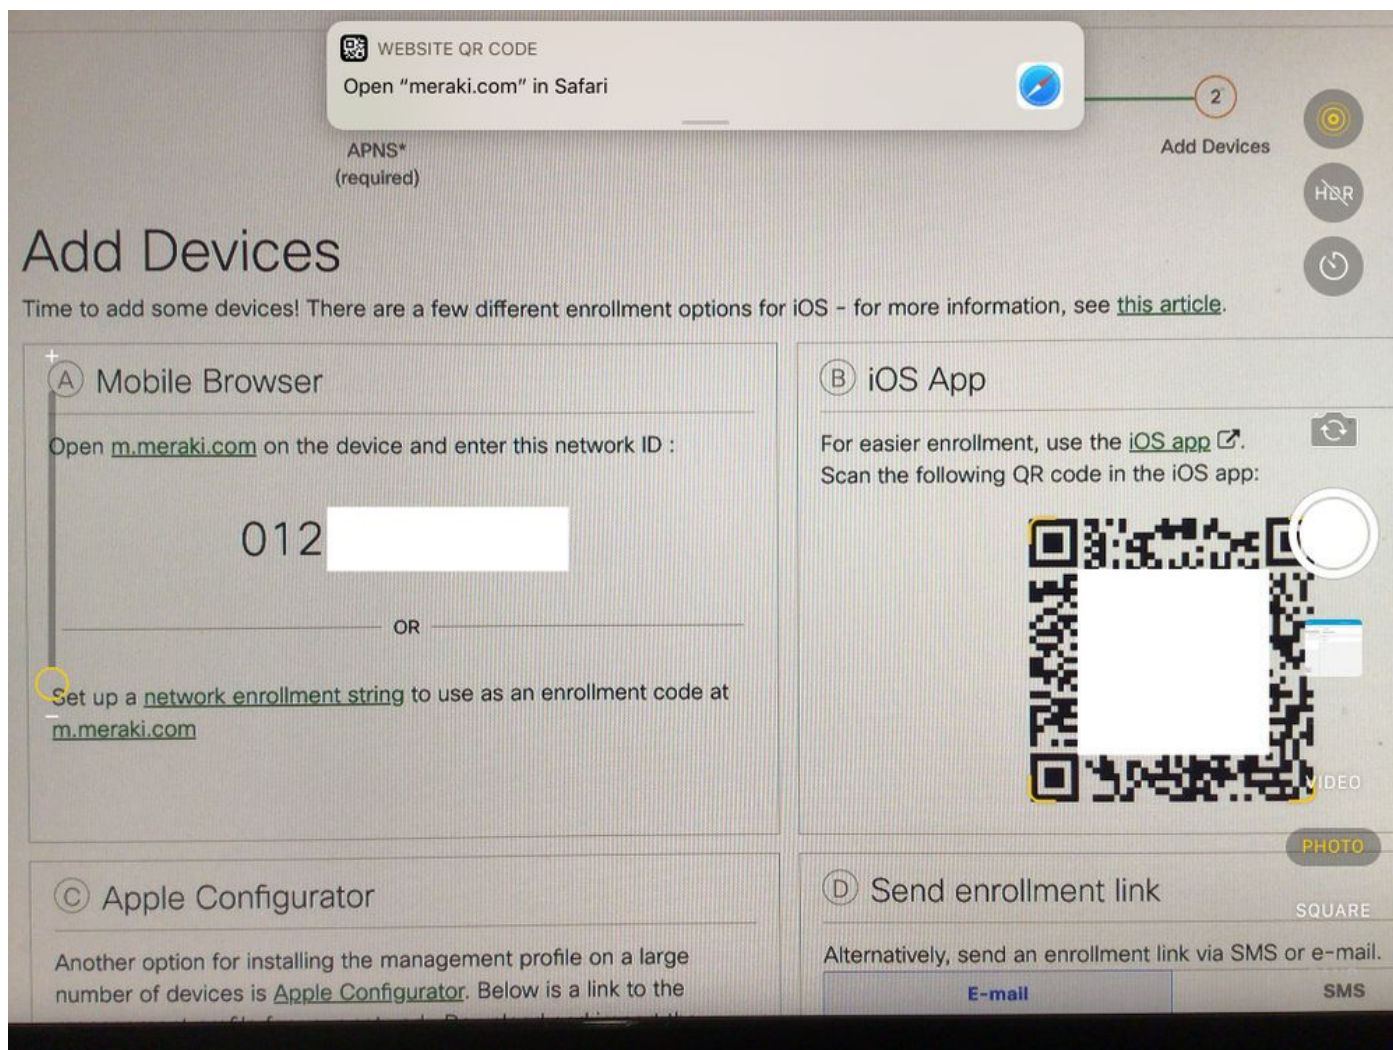 WEBSITE QR CODE
Open “meraki.com” in Safari
2
APNS*
(required)
Add Devices
HDR
Add Devices
Time to add some devices! There are a few different enrollment options for iOS - for more information, see this article.
A Mobile Browser
Open m.meraki.com on the device and enter this network ID :
012
OR
Set up a network enrollment string to use as an enrollment code at
m.meraki.com
B iOS App
For easier enrollment, use the iOS app.
Scan the following QR code in the iOS app:
VIDEO
PHOTO
SQUARE
C Apple Configurator
Another option for installing the management profile on a large
number of devices is Apple Configurator. Below is a link to the
D Send enrollment link
Alternatively, send an enrollment link via SMS or e-mail.
E-mail
SMS